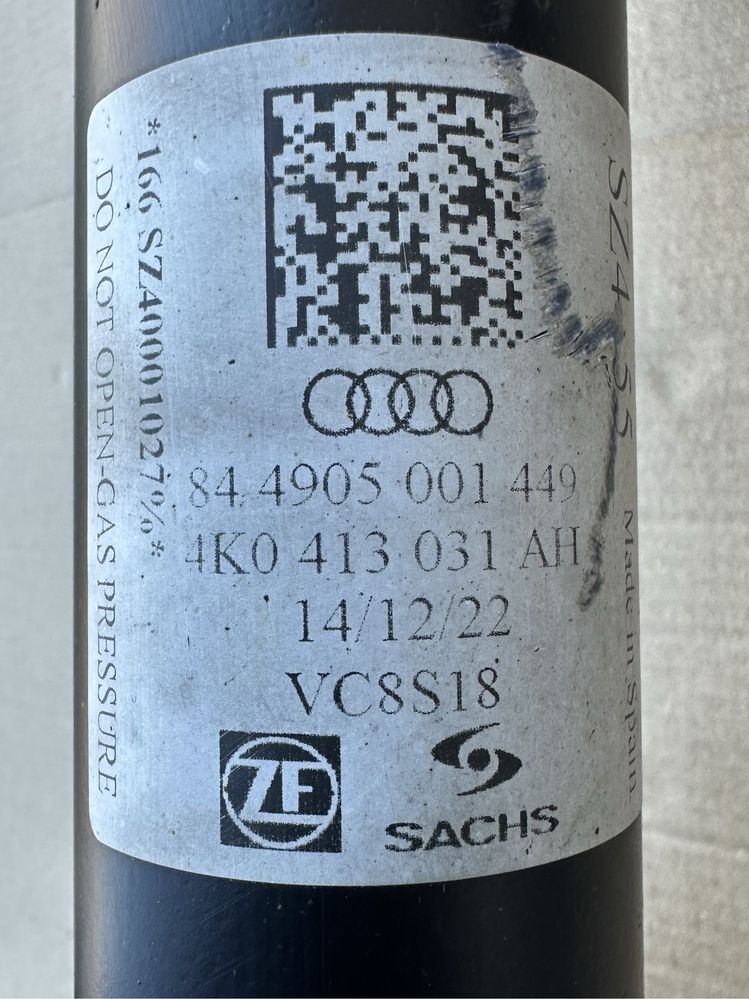 *166 SZ400001027%*
DO NOT OPEN-GAS PRESSURE
84.4905 001 449
4K0 413 031 AH
14/12/22
VC8S18
ZF
SACHS
Made in Spain